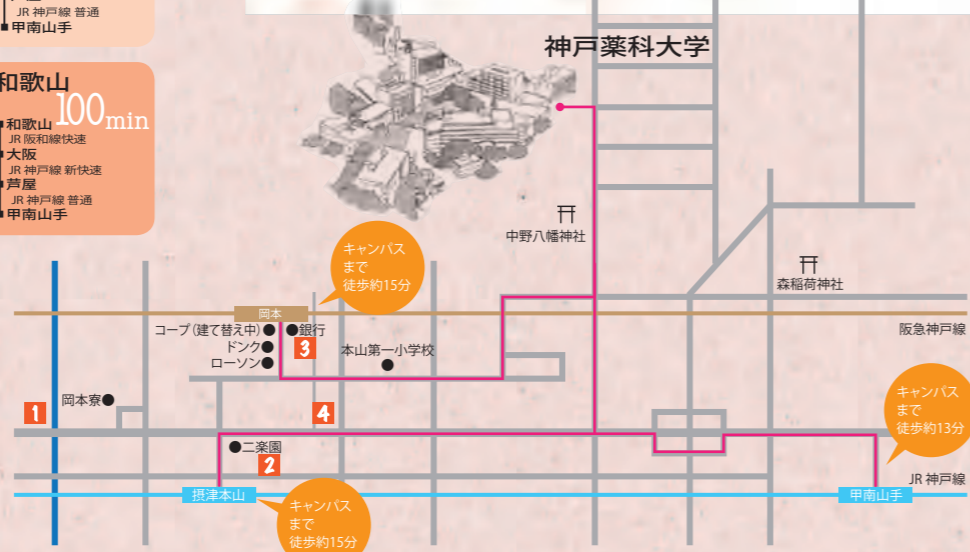 JR 神戸線 普通
甲南山手
和歌山
100min
和歌山
JR 阪和線快速
大阪
JR 神戸線 新快速
芦屋
JR 神戸線 普通
甲南山手
神戸薬科大学
中野八幡神社
森稲荷神社
キャンパス
まで
徒歩約15分
岡本
阪急神戸線
コープ（建て替え中）
銀行
ドンク
3
本山第一小学校
ローソン
キャンパス
まで
徒歩約13分
1
岡本寮
4
二楽園
2
JR 神戸線
摂津本山
甲南山手
キャンパス
まで
徒歩約15分